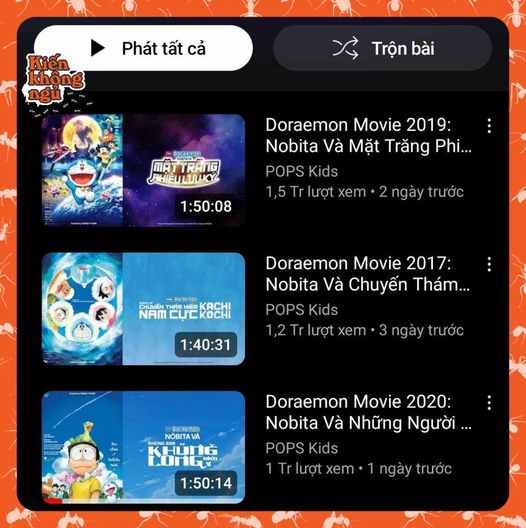 Phát tất cả
Trộn bài
Kiến
không
ngủ
Doraemon Movie 2019:
Nobita Và Mặt Trăng Phi...
POPS Kids
1,5 Tr lượt xem • 2 ngày trước
Doraemon
MẶT TRĂNG
PHIÊU LƯU KÝ
1:50:08
Doraemon Movie 2017:
Nobita Và Chuyến Thám...
POPS Kids
1,2 Tr lượt xem • 3 ngày trước
Doraemon
CHUYẾN THÁM HIỂM
NAM CỰC
KACHI
KOCHI
1:40:31
Doraemon Movie 2020:
Nobita Và Những Người ...
POPS Kids
1 Tr lượt xem • 1 ngày trước
Doraemon
NOBITA VÀ
NHỮNG BẠN
KHỦNG
LONG
MỚI
1:50:14